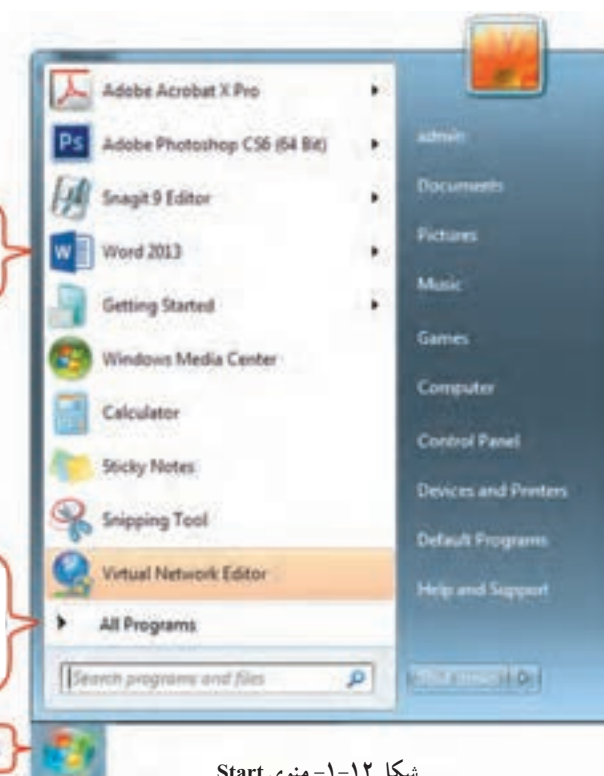 Adobe Acrobat X Pro
Ps
Adobe Photoshop CS6 (64 Bit)
Snagit 9 Editor
W
Word 2013
Getting Started
Windows Media Center
Calculator
Sticky Notes
Snipping Tool
Virtual Network Editor
All Programs
Search programs and files
admin
Documents
Pictures
Music
Games
Computer
Control Panel
Devices and Printers
Default Programs
Help and Support
شکل ۱۲-۱- منوی Start